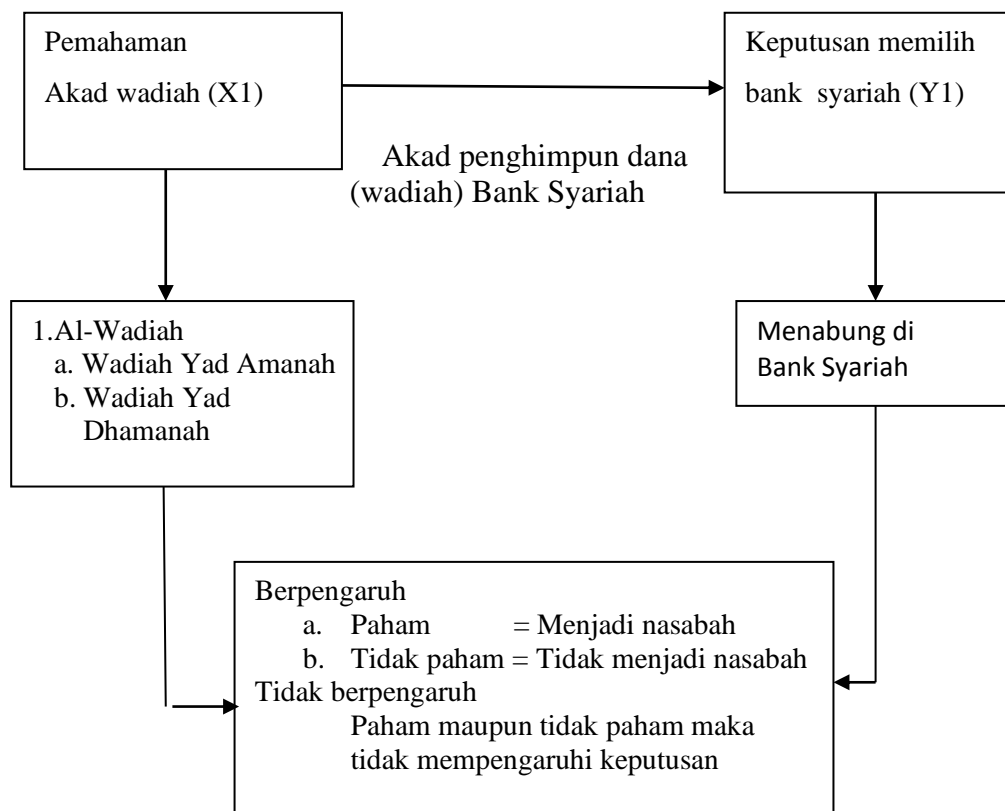 Pemahaman
Akad wadiah (X1)
Keputusan memilih
bank syariah (Y1)
Akad penghimpun dana
(wadiah) Bank Syariah
1.Al-Wadiah
a. Wadiah Yad Amanah
b. Wadiah Yad
Dhamanah
Menabung di
Bank Syariah
Berpengaruh
a. Paham = Menjadi nasabah
b. Tidak paham = Tidak menjadi nasabah
Tidak berpengaruh
Paham maupun tidak paham maka
tidak mempengaruhi keputusan